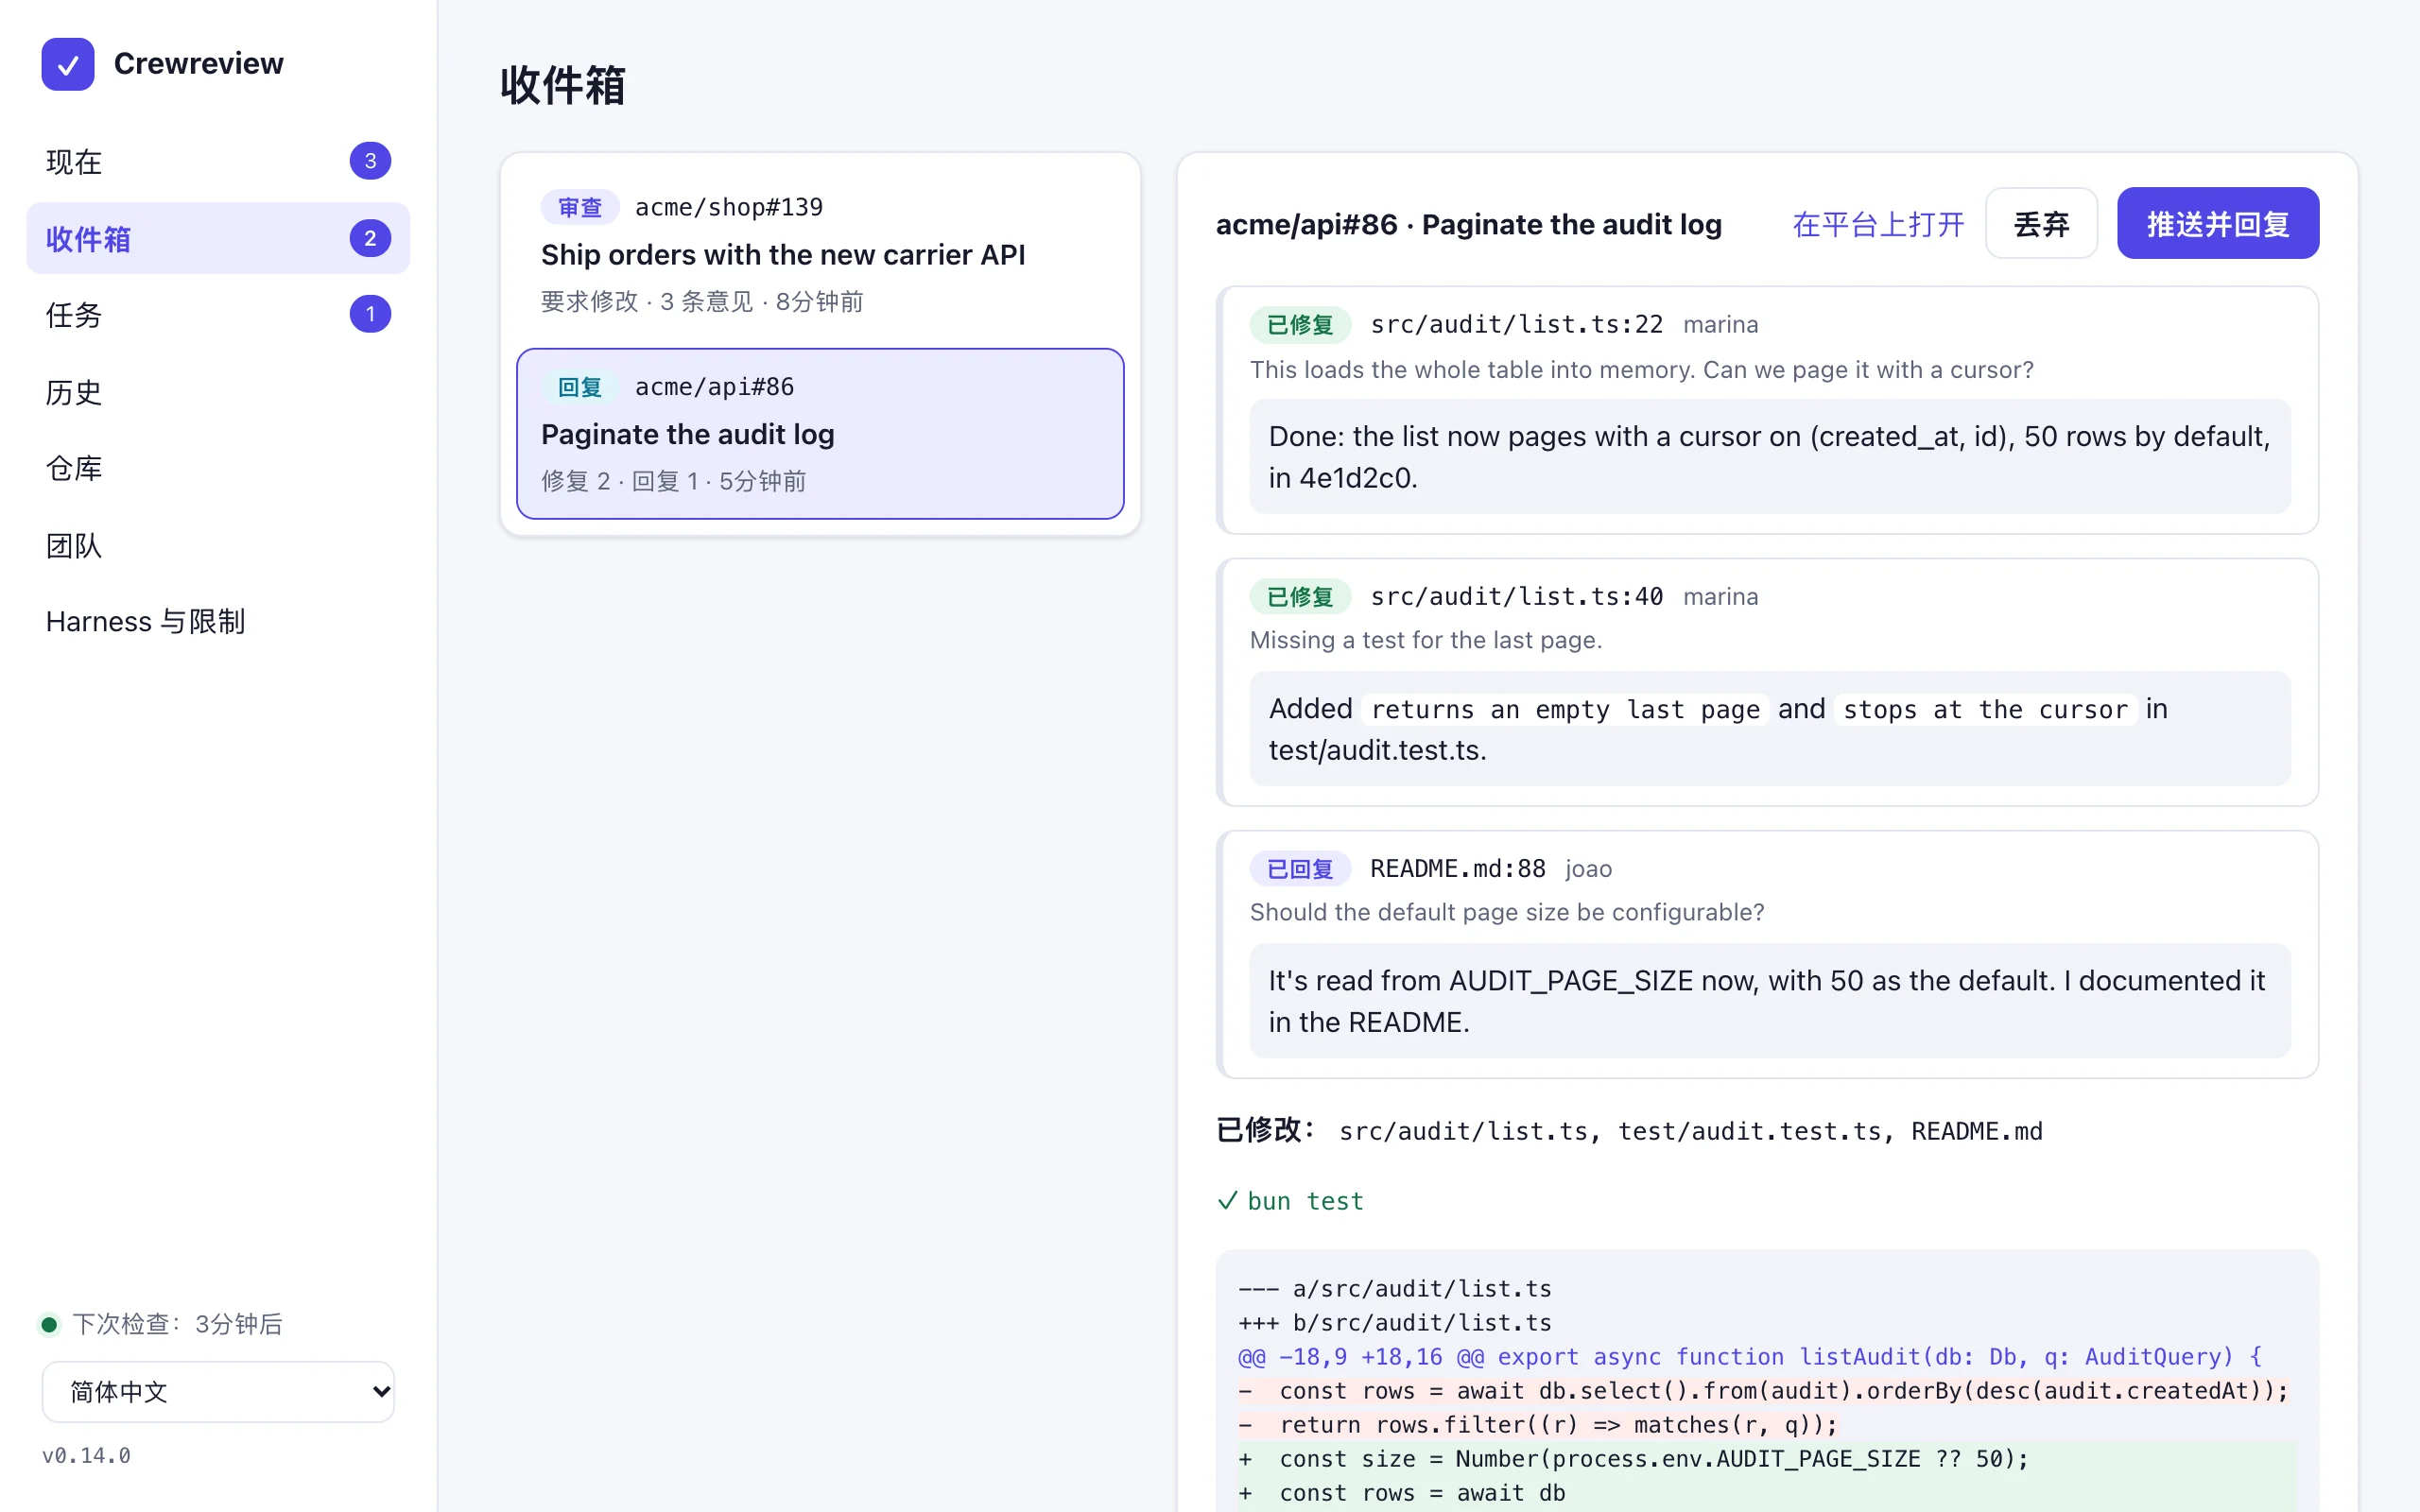 Crewreview
现在 3
收件箱 2
任务 1
历史
仓库
团队
Harness 与限制
下次检查：3分钟后
简体中文
v0.14.0
收件箱
审查 acme/shop#139
Ship orders with the new carrier API
要求修改 · 3 条意见 · 8分钟前
回复 acme/api#86
Paginate the audit log
修复 2 · 回复 1 · 5分钟前
acme/api#86 · Paginate the audit log 在平台上打开 丢弃 推送并回复
已修复 src/audit/list.ts:22 marina
This loads the whole table into memory. Can we page it with a cursor?
Done: the list now pages with a cursor on (created_at, id), 50 rows by default,
in 4e1d2c0.
已修复 src/audit/list.ts:40 marina
Missing a test for the last page.
Added returns an empty last page and stops at the cursor in
test/audit.test.ts.
已回复 README.md:88 joao
Should the default page size be configurable?
It's read from AUDIT_PAGE_SIZE now, with 50 as the default. I documented it
in the README.
已修改： src/audit/list.ts, test/audit.test.ts, README.md
✓ bun test
--- a/src/audit/list.ts
+++ b/src/audit/list.ts
@@ -18,9 +18,16 @@ export async function listAudit(db: Db, q: AuditQuery) {
-  const rows = await db.select().from(audit).orderBy(desc(audit.createdAt));
-  return rows.filter((r) => matches(r, q));
+  const size = Number(process.env.AUDIT_PAGE_SIZE ?? 50);
+  const rows = await db